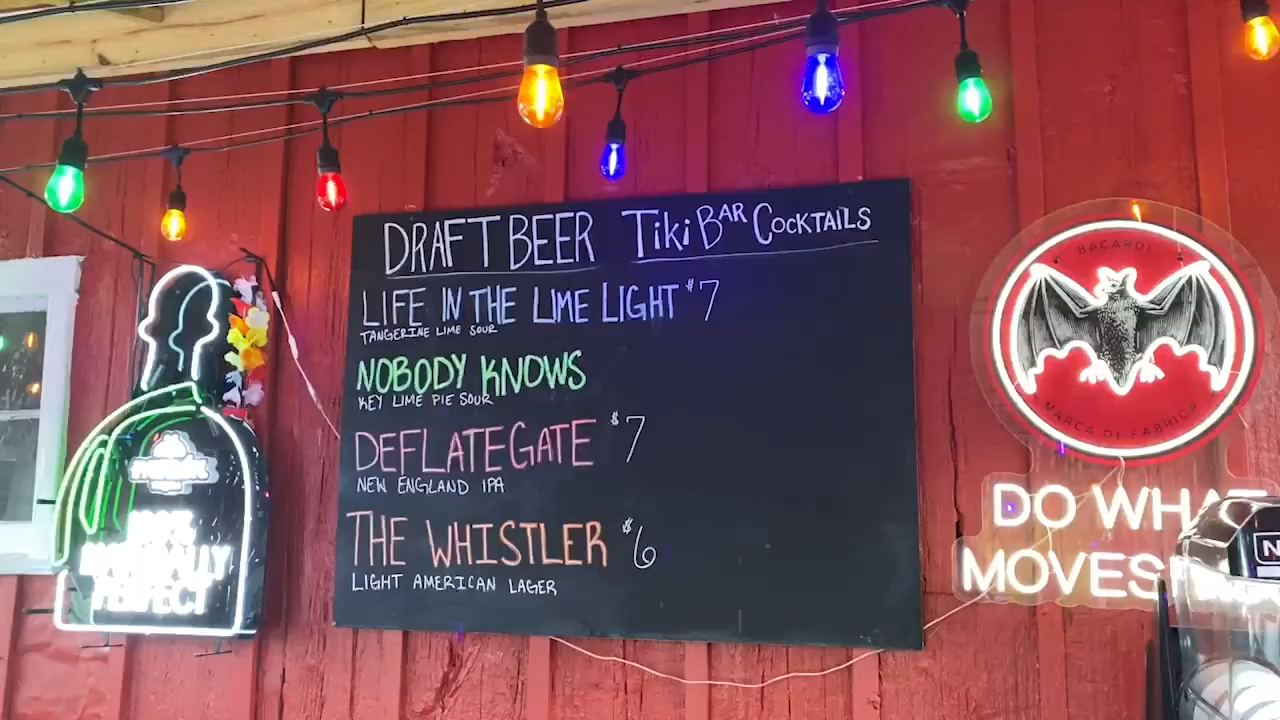 DRAFT BEER TIKI BAR COCKTAILS
LIFE IN THE LIME LIGHT $7
TANGERINE LIME SOUR
NOBODY KNOWS
KEY LIME PIE SOUR
DEFLATEGATE $7
NEW ENGLAND IPA
THE WHISTLER $6
LIGHT AMERICAN LAGER
PERFECT
BACARDI
MARCA DE FABRICA
DO WHAT
MOVES
N